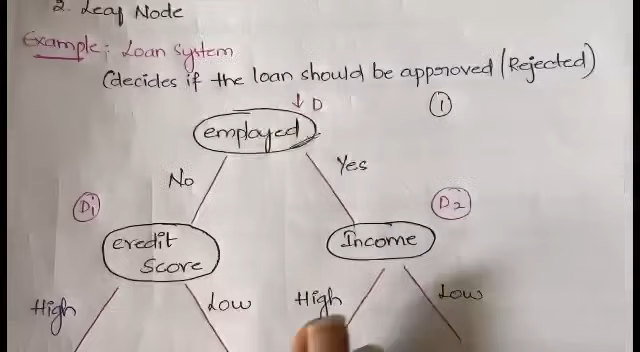 2. Leaf Node
Example: Loan System
(decides if the loan should be approved/Rejected)
↓ D
①
employed
No
Yes
D1
D2
credit
Score
Income
High
Low
High
Low